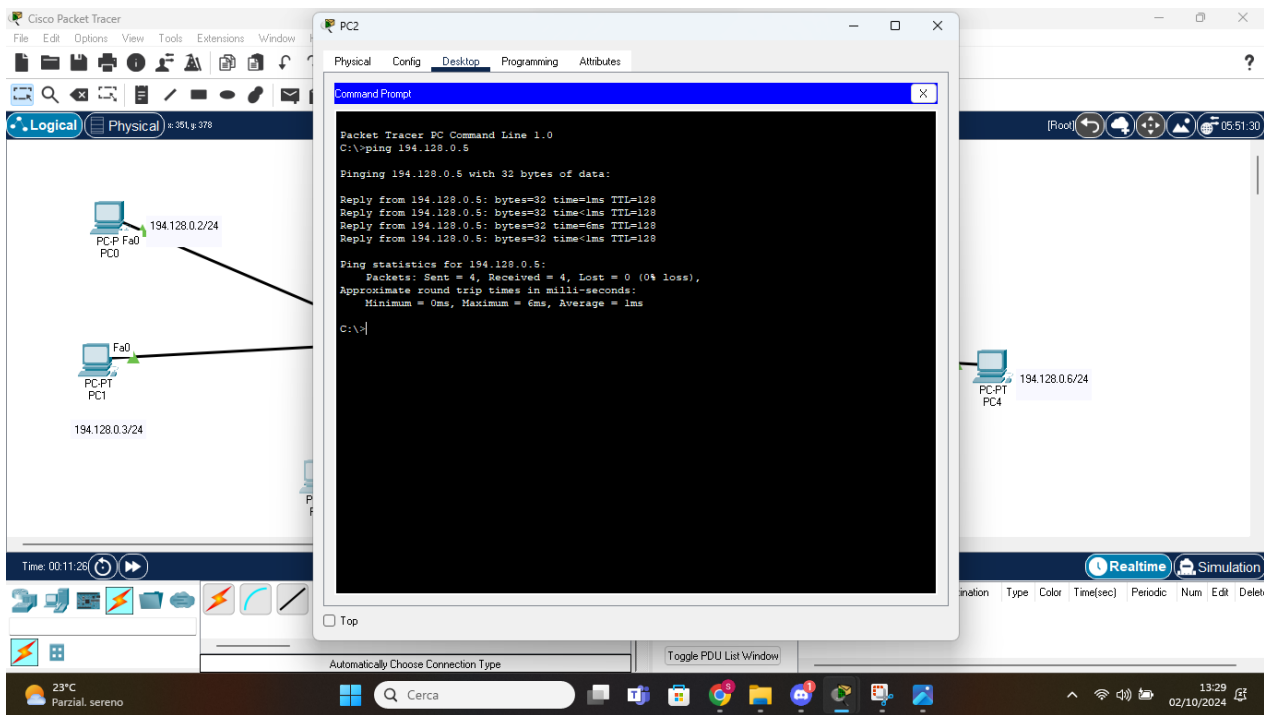 Cisco Packet Tracer
File Edit Options View Tools Extensions Window
PC2
Physical Config Desktop Programming Attributes
Command Prompt
X
?
Logical
Physical
x: 351, y: 378
[Root]
05:51:30
Packet Tracer PC Command Line 1.0
C:\>ping 194.128.0.5
Pinging 194.128.0.5 with 32 bytes of data:
Reply from 194.128.0.5: bytes=32 time=1ms TTL=128
Reply from 194.128.0.5: bytes=32 time<1ms TTL=128
Reply from 194.128.0.5: bytes=32 time=6ms TTL=128
Reply from 194.128.0.5: bytes=32 time<1ms TTL=128
Ping statistics for 194.128.0.5:
Packets: Sent = 4, Received = 4, Lost = 0 (0% loss),
Approximate round trip times in milli-seconds:
Minimum = 0ms, Maximum = 6ms, Average = 1ms
C:\>
194.128.0.2/24
PC-P Fa0
PC0
Fa0
PC-PT
PC1
194.128.0.3/24
194.128.0.6/24
PC-PT
PC4
Time: 00:11:26
Realtime
Simulation
Type Color Time(sec) Periodic Num Edit
Top
Automatically Choose Connection Type
Toggle PDU List Window
23°C
Parzial. sereno
Cerca
13:29
02/10/2024